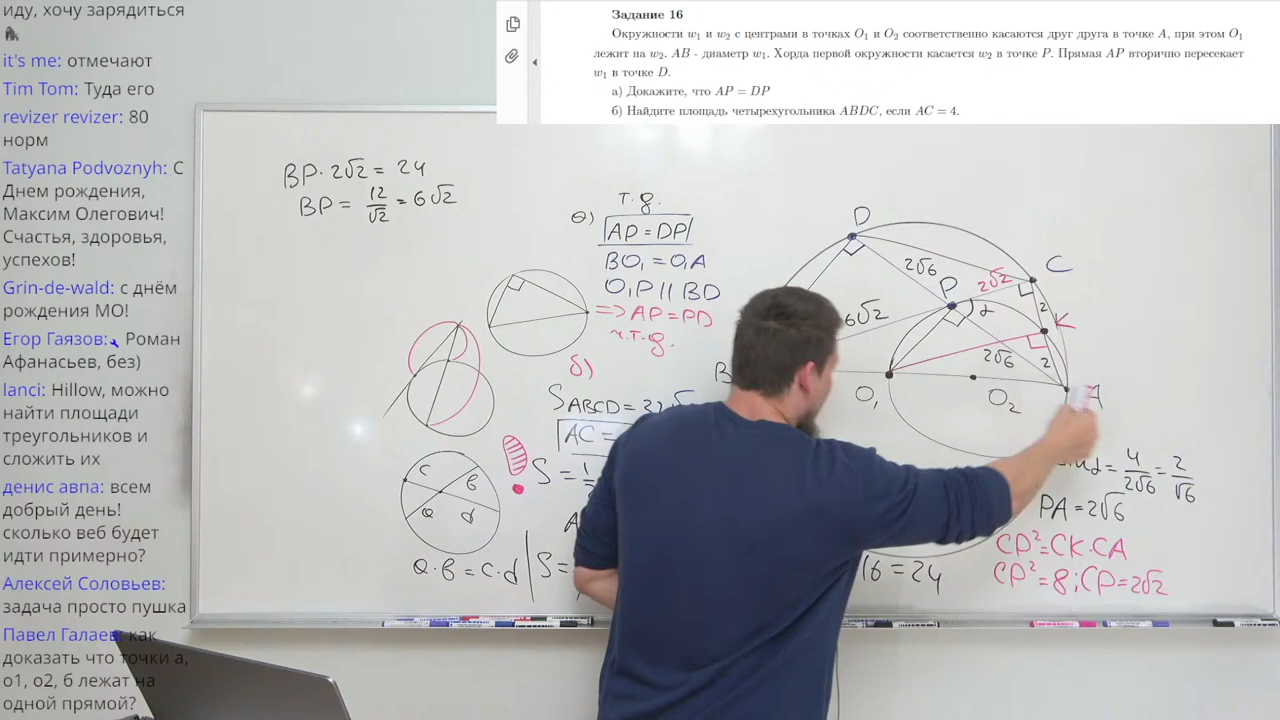 иду, хочу зарядиться
it's me: отмечают
Tim Tom: Туда его
revizer revizer: 80
норм
Tatyana Podvoznyh: С
Днем рождения,
Максим Олегович!
Счастья, здоровья,
успехов!
Grin-de-wald: с днём
рождения МО!
Егор Гаязов: Роман
Афанасьев, без)
lanci: Hillow, можно
найти площади
треугольников и
сложить их
денис авпа: всем
добрый день!
сколько веб будет
идти примерно?
Алексей Соловьев:
задача просто пушка
Павел Галаев: как
доказать что точки а,
о1, о2, б лежат на
одной прямой?
Задание 16
Окружности w₁ и w₂ с центрами в точках O₁ и O₂ соответственно касаются друг друга в точке A, при этом O₁
лежит на w₂. AB - диаметр w₁. Хорда первой окружности касается w₂ в точке P. Прямая AP вторично пересекает
w₁ в точке D.
а) Докажите, что AP = DP
б) Найдите площадь четырехугольника ABDC, если AC = 4.
BP·2√2 = 24
BP = 12/√2 = 6√2
т.д.
AP = DP
BO₁ = O₁A
O₁P || BD
=> AP = PD
ч.т.д.
б)
AC =
S =
a·b = c·d
S =
c
b
a
d
D
C
P
K
B
O₁
O₂
A
2√6
2√2
2
6√2
α
2√6
2
= 4/2√6 = 2/√6
PA = 2√6
CP² = CK·CA
CP² = 8; CP = 2√2
16 = 24